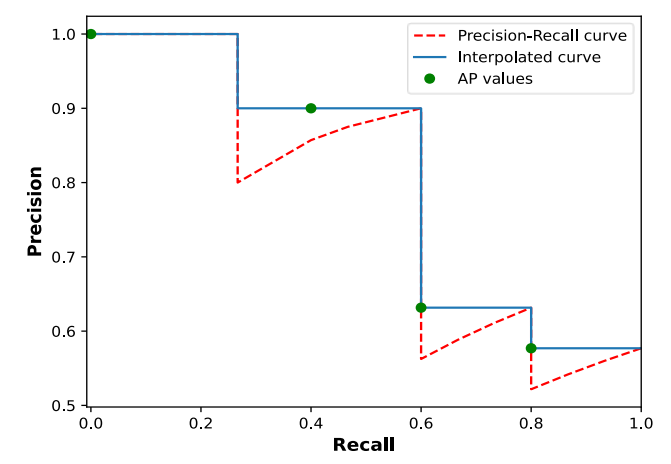 Precision-Recall curve
Interpolated curve
AP values
Precision
1.0
0.9
0.8
0.7
0.6
0.5
0.0 0.2 0.4 0.6 0.8 1.0
Recall